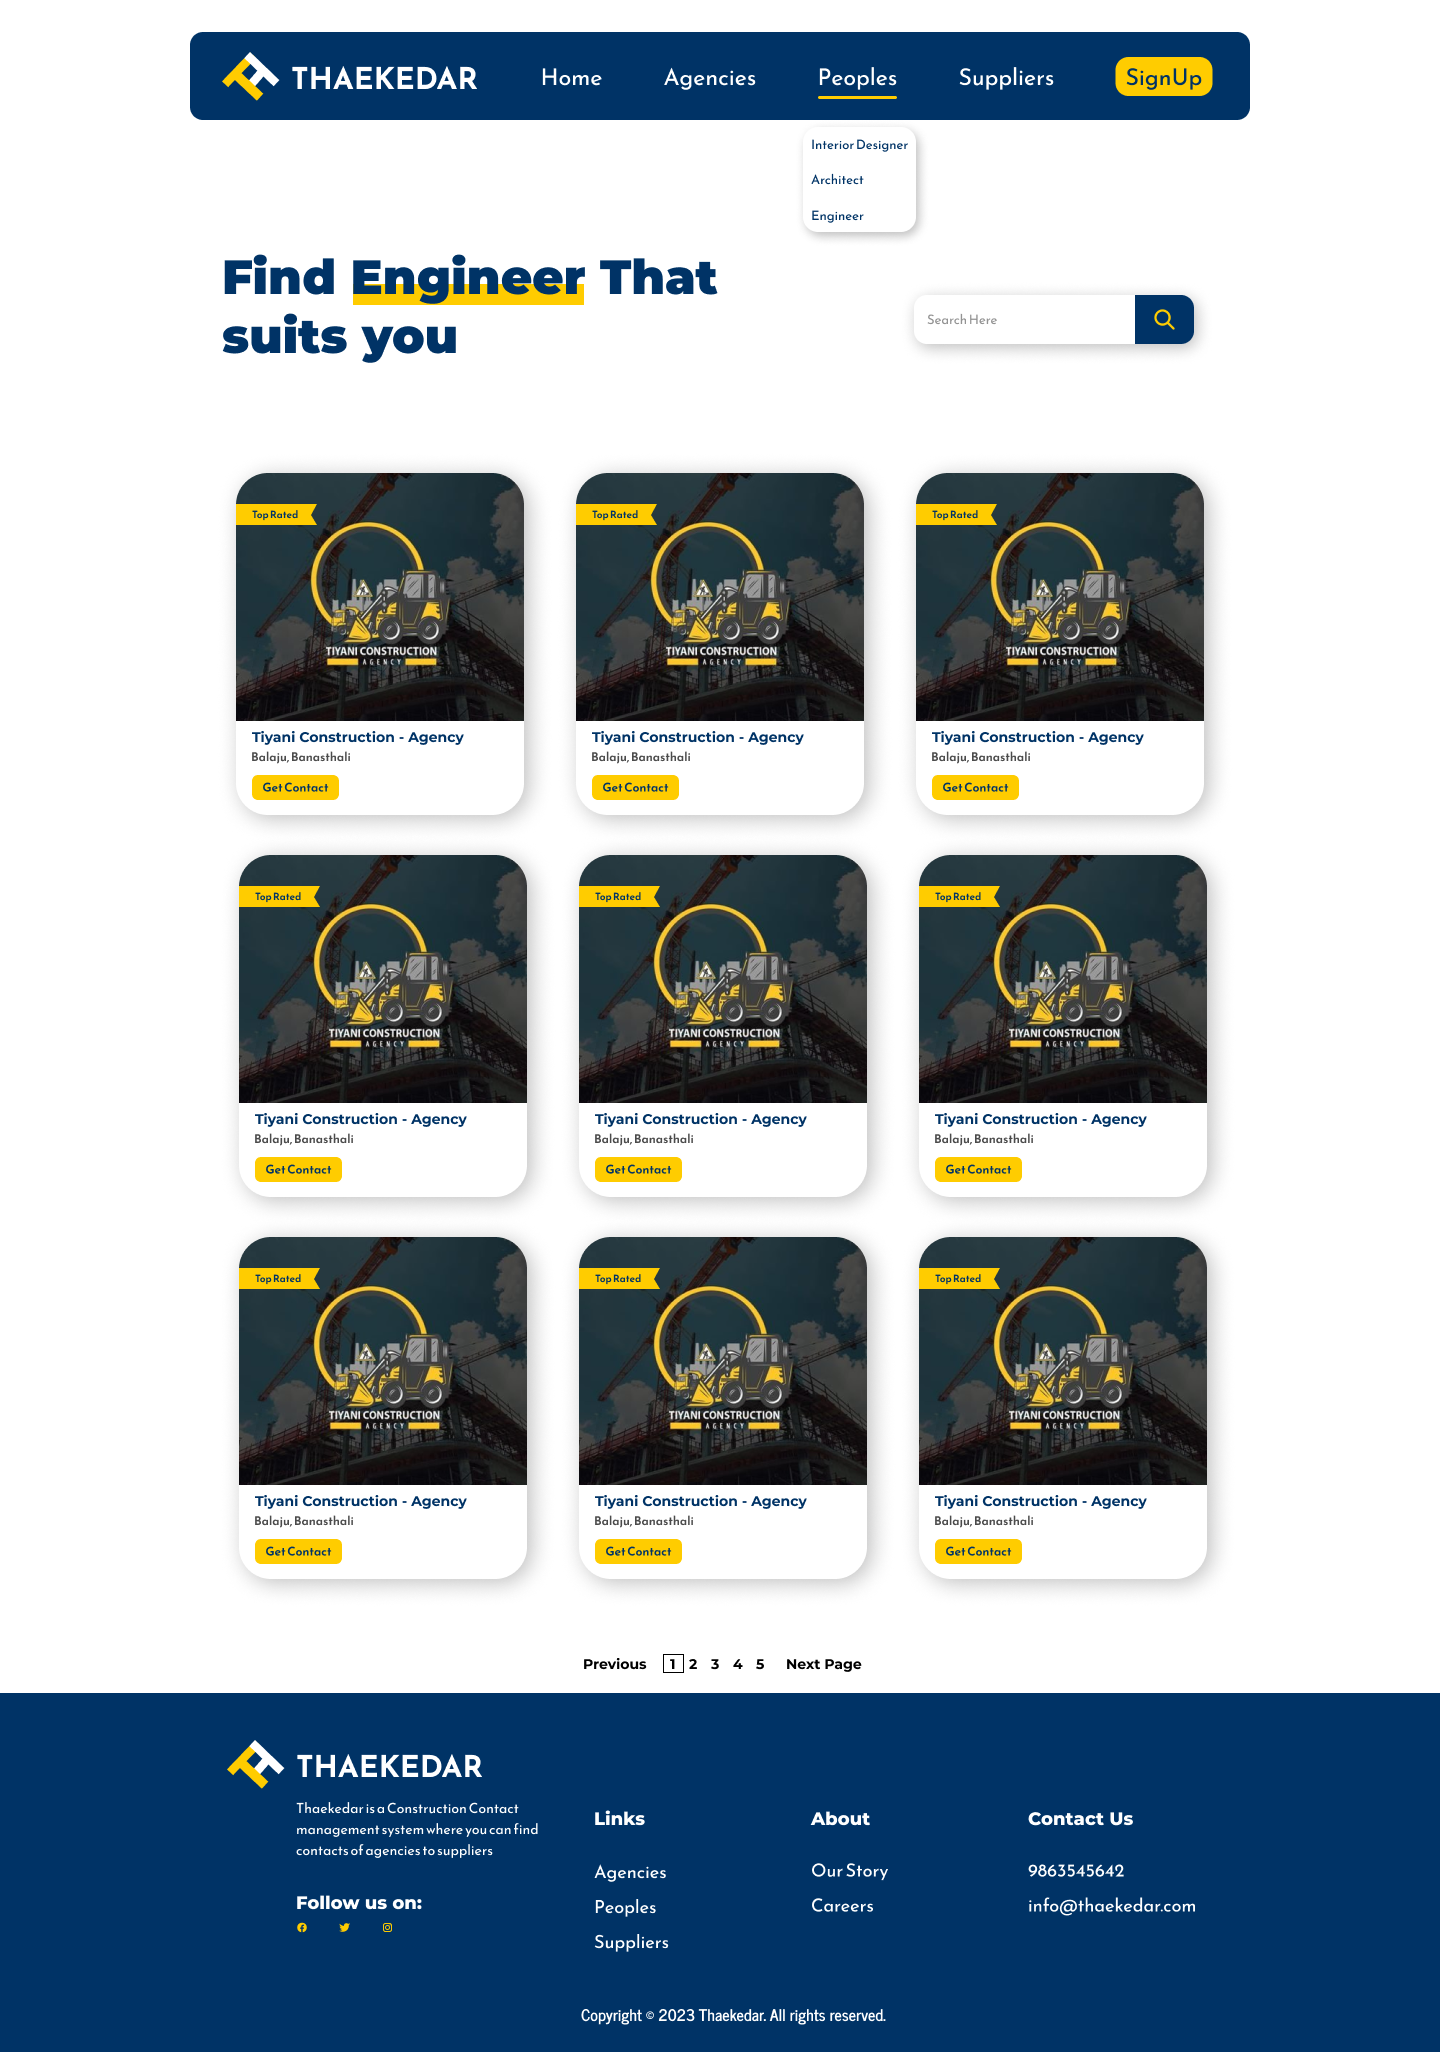 THAEKEDAR Home Agencies Peoples Suppliers SignUp
Interior Designer
Architect
Engineer
Find Engineer That
suits you
Search Here
Top Rated Top Rated Top Rated
TIYANI CONSTRUCTION TIYANI CONSTRUCTION TIYANI CONSTRUCTION
AGENCY AGENCY AGENCY
Tiyani Construction - Agency Tiyani Construction - Agency Tiyani Construction - Agency
Balaju, Banasthali Balaju, Banasthali Balaju, Banasthali
Get Contact Get Contact Get Contact
Top Rated Top Rated Top Rated
TIYANI CONSTRUCTION TIYANI CONSTRUCTION TIYANI CONSTRUCTION
AGENCY AGENCY AGENCY
Tiyani Construction - Agency Tiyani Construction - Agency Tiyani Construction - Agency
Balaju, Banasthali Balaju, Banasthali Balaju, Banasthali
Get Contact Get Contact Get Contact
Top Rated Top Rated Top Rated
TIYANI CONSTRUCTION TIYANI CONSTRUCTION TIYANI CONSTRUCTION
AGENCY AGENCY AGENCY
Tiyani Construction - Agency Tiyani Construction - Agency Tiyani Construction - Agency
Balaju, Banasthali Balaju, Banasthali Balaju, Banasthali
Get Contact Get Contact Get Contact
Previous 1 2 3 4 5 Next Page
THAEKEDAR
Thaekedar is a Construction Contact
management system where you can find
contacts of agencies to suppliers
Follow us on:
Links
Agencies
Peoples
Suppliers
About
Our Story
Careers
Contact Us
9863545642
info@thaekedar.com
Copyright © 2023 Thaekedar. All rights reserved.